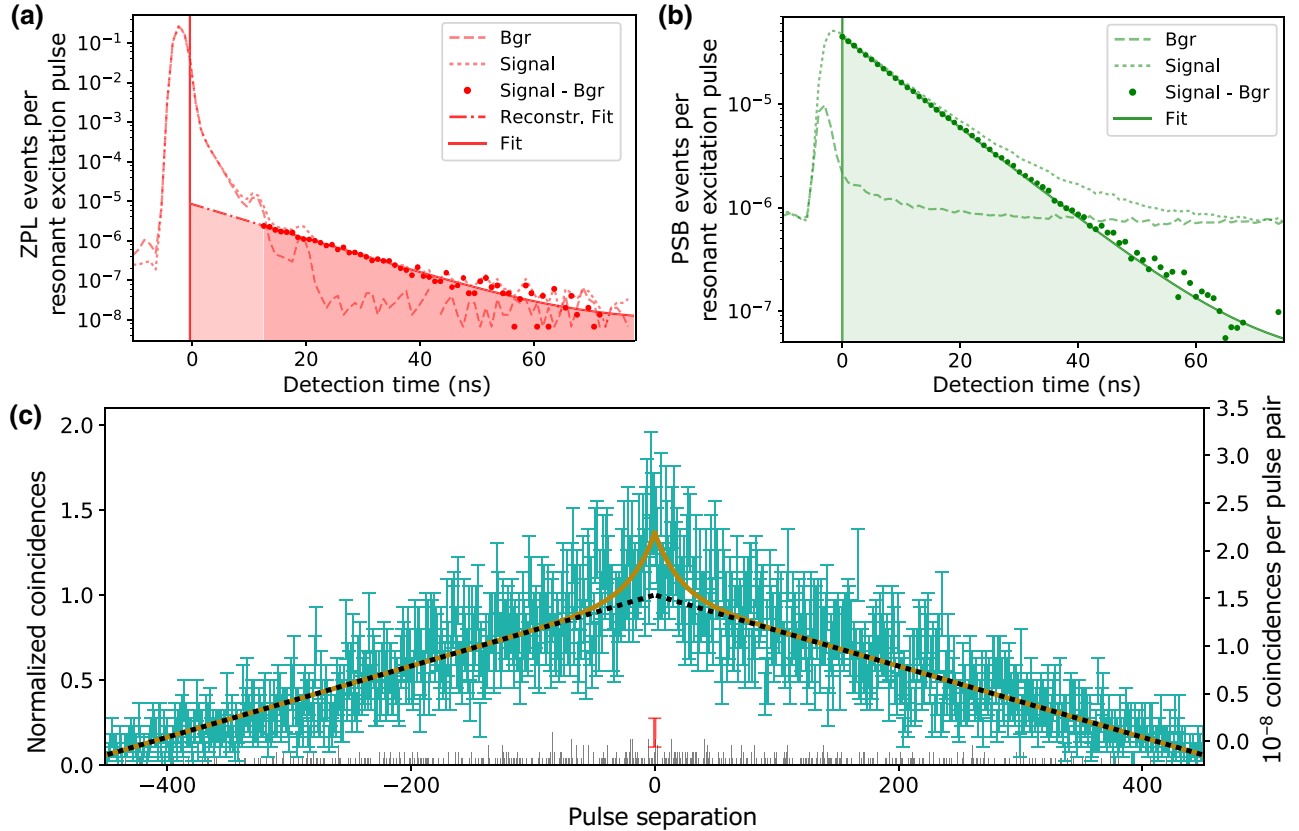 (a)
ZPL events per
resonant excitation pulse
10⁻¹
10⁻²
10⁻³
10⁻⁴
10⁻⁵
10⁻⁶
10⁻⁷
10⁻⁸
Bgr
Signal
Signal - Bgr
Reconstr. Fit
Fit
0 20 40 60
Detection time (ns)
(b)
PSB events per
resonant excitation pulse
10⁻⁵
10⁻⁶
10⁻⁷
Bgr
Signal
Signal - Bgr
Fit
0 20 40 60
Detection time (ns)
(c)
Normalized coincidences
2.0
1.5
1.0
0.5
0.0
3.5
3.0
2.5
2.0
1.5
1.0
0.5
0.0
10⁻⁸ coincidences per pulse pair
−400 −200 0 200 400
Pulse separation